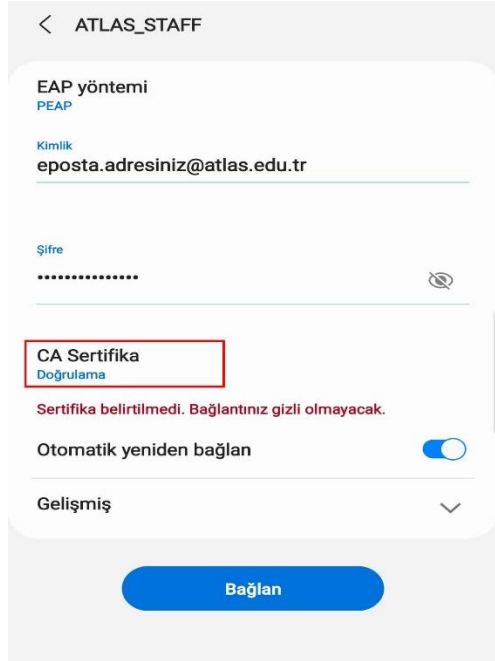 ATLAS_STAFF
EAP yöntemi
PEAP
Kimlik
eposta.adresiniz@atlas.edu.tr
Şifre
•••••••••••••••
CA Sertifika
Doğrulama
Sertifika belirtilmedi. Bağlantınız gizli olmayacak.
Otomatik yeniden bağlan
Gelişmiş
Bağlan